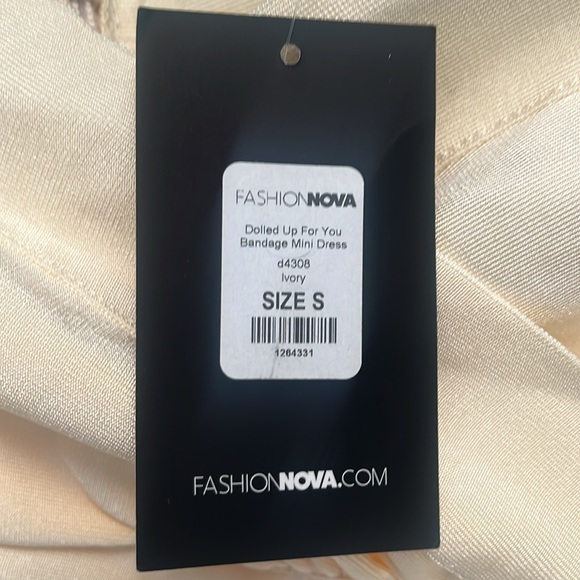 FASHIONNOVA
Dolled Up For You
Bandage Mini Dress
d4308
Ivory
SIZE S
1264331
FASHIONNOVA.COM